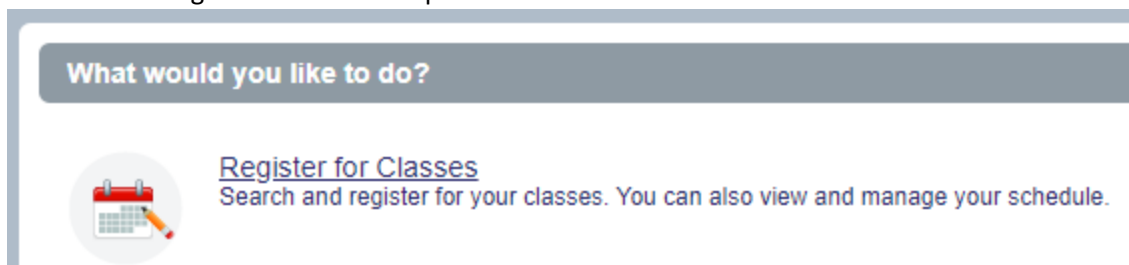 What would you like to do?
Register for Classes
Search and register for your classes. You can also view and manage your schedule.